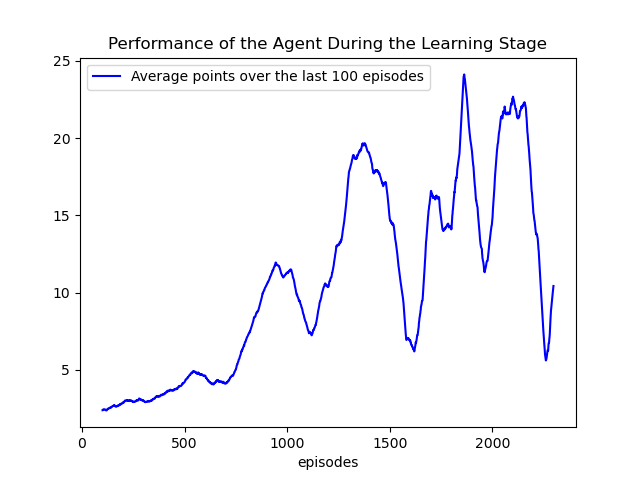 Performance of the Agent During the Learning Stage
Average points over the last 100 episodes
25
20
15
10
5
0 500 1000 1500 2000
episodes